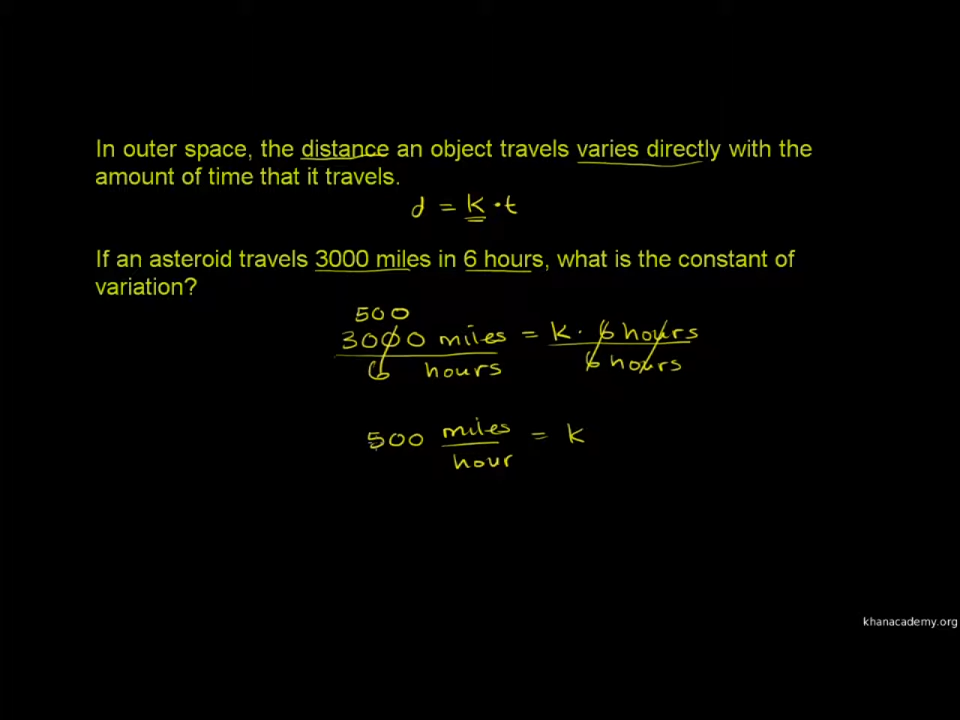 In outer space, the distance an object travels varies directly with the
amount of time that it travels.
d = k · t
If an asteroid travels 3000 miles in 6 hours, what is the constant of
variation?
500
3000 miles = k · 6 hours
6 hours 6 hours
500 miles = k
hour
khanacademy.org